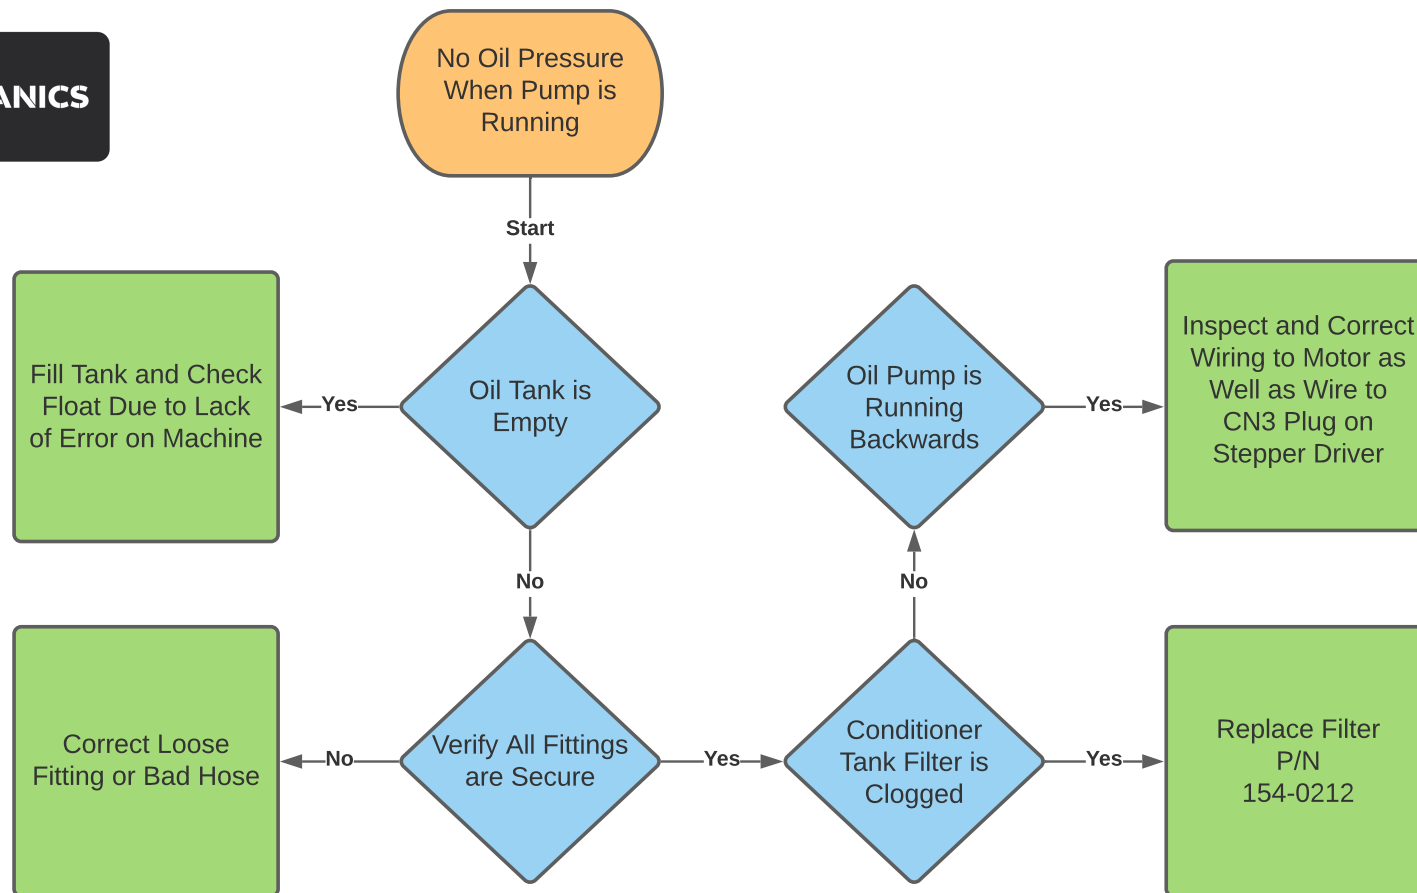 ANICS
No Oil Pressure
When Pump is
Running
Start
Oil Tank is
Empty
Yes
Fill Tank and Check
Float Due to Lack
of Error on Machine
No
Verify All Fittings
are Secure
No
Correct Loose
Fitting or Bad Hose
Yes
Conditioner
Tank Filter is
Clogged
Yes
Replace Filter
P/N
154-0212
No
Oil Pump is
Running
Backwards
Yes
Inspect and Correct
Wiring to Motor as
Well as Wire to
CN3 Plug on
Stepper Driver